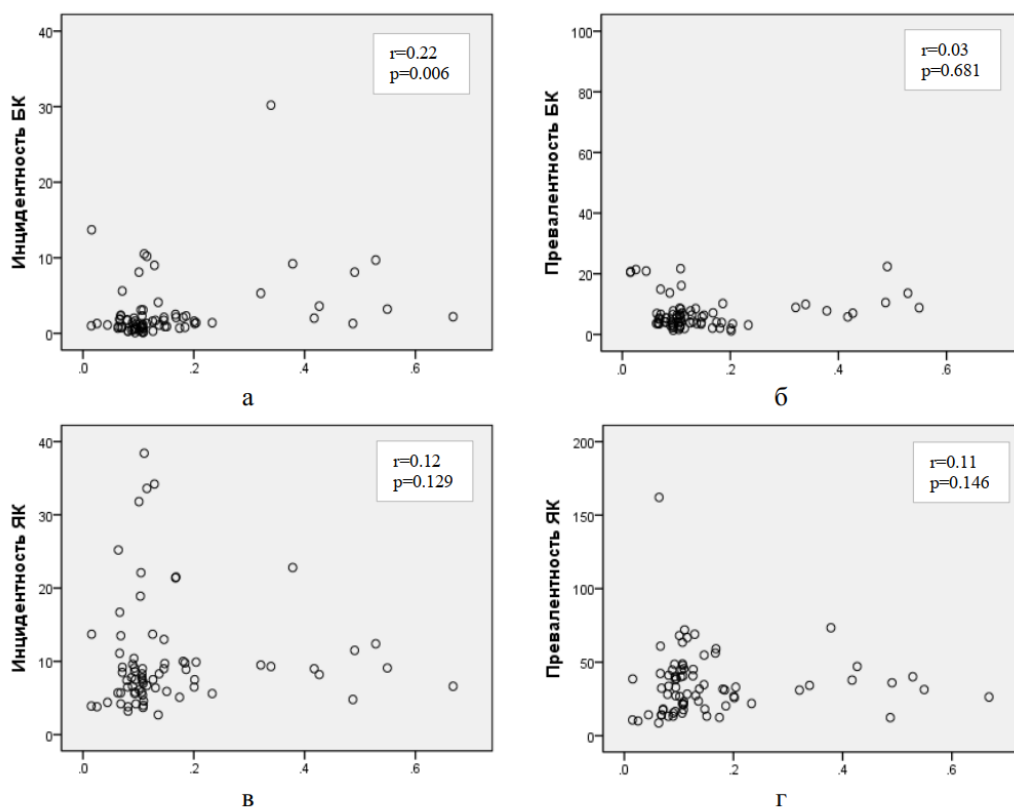 Инцидентность БК
40
30
20
10
0
r=0.22
p=0.006
.0 .2 .4 .6
а
Превалентность БК
100
80
60
40
20
0
r=0.03
p=0.681
.0 .2 .4 .6
б
Инцидентность ЯК
40
30
20
10
0
r=0.12
p=0.129
.0 .2 .4 .6
в
Превалентность ЯК
200
150
100
50
0
r=0.11
p=0.146
.0 .2 .4 .6
г